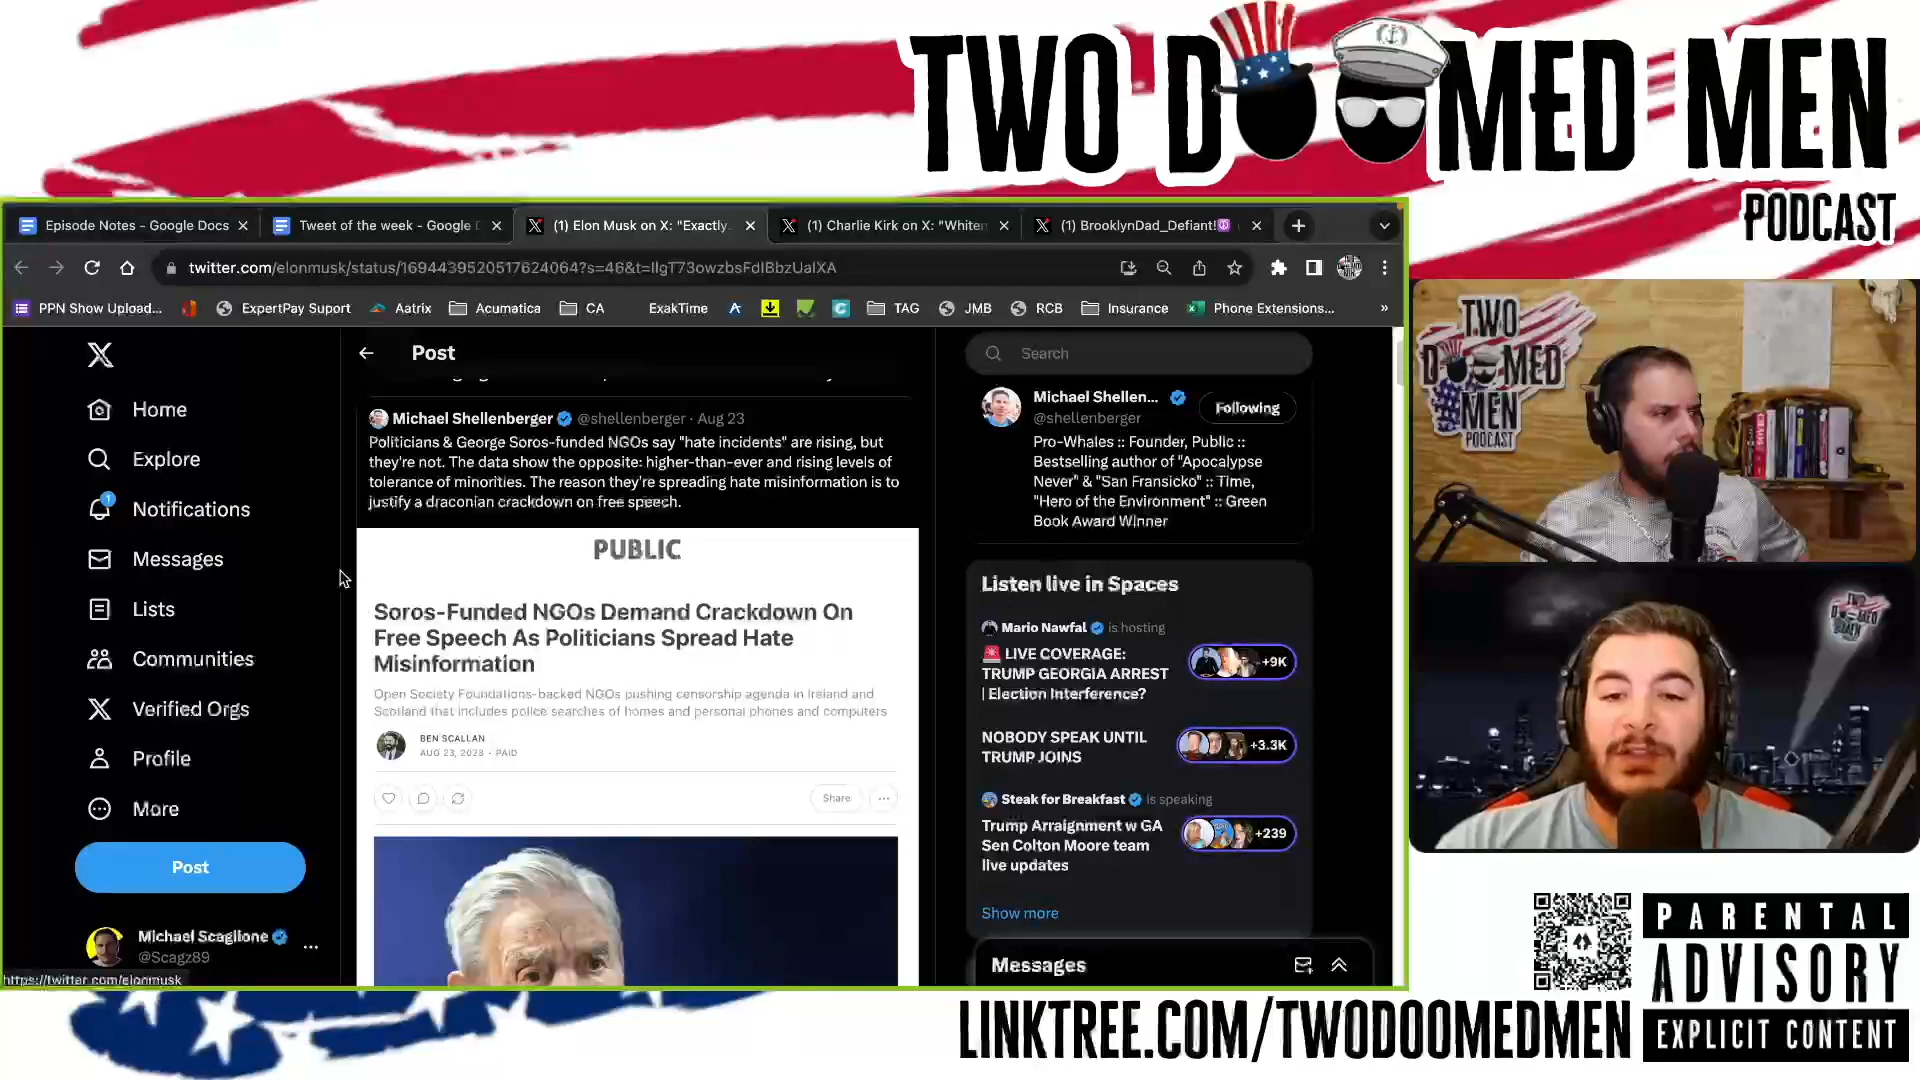 TWO DOOMED MEN
PODCAST
Episode Notes - Google Docs
Tweet of the week - Google D
(1) Elon Musk on X: "Exactly.
(1) Charlie Kirk on X: "Whiten
(1) BrooklynDad_Defiant!
PPN Show Upload...
ExpertPay Suport
Aatrix
Acumatica
CA
ExakTime
TAG
JMB
RCB
Insurance
Phone Extensions...
»
Home
Explore
1
Notifications
Messages
Lists
Communities
Verified Orgs
Profile
More
Post
Michael Scaglione
@Scagz89
https://twitter.com/elonmusk
Post
Michael Shellenberger @shellenberger · Aug 23
Politicians & George Soros-funded NGOs say "hate incidents" are rising, but
they're not. The data show the opposite: higher-than-ever and rising levels of
tolerance of minorities. The reason they're spreading hate misinformation is to
justify a draconian crackdown on free speech.
PUBLIC
Soros-Funded NGOs Demand Crackdown On
Free Speech As Politicians Spread Hate
Misinformation
Open Society Foundations-backed NGOs pushing censorship agenda in Ireland and
Scotland that includes police searches of homes and personal phones and computers
BEN SCALLAN
AUG 23, 2023 · PAID
Share
Search
Michael Shellen...
@shellenberger
Following
Pro-Whales :: Founder, Public ::
Bestselling author of "Apocalypse
Never" & "San Fransicko" :: Time,
"Hero of the Environment" :: Green
Book Award Winner
Listen live in Spaces
Mario Nawfal is hosting
LIVE COVERAGE:
TRUMP GEORGIA ARREST
| Election Interference?
+9K
NOBODY SPEAK UNTIL
TRUMP JOINS
+3.3K
Steak for Breakfast is speaking
Trump Arraignment w GA
Sen Colton Moore team
live updates
+239
Show more
Messages
TWO
DOOMED
MEN
PODCAST
PARENTAL
ADVISORY
EXPLICIT CONTENT
LINKTREE.COM/TWODOOMEDMEN